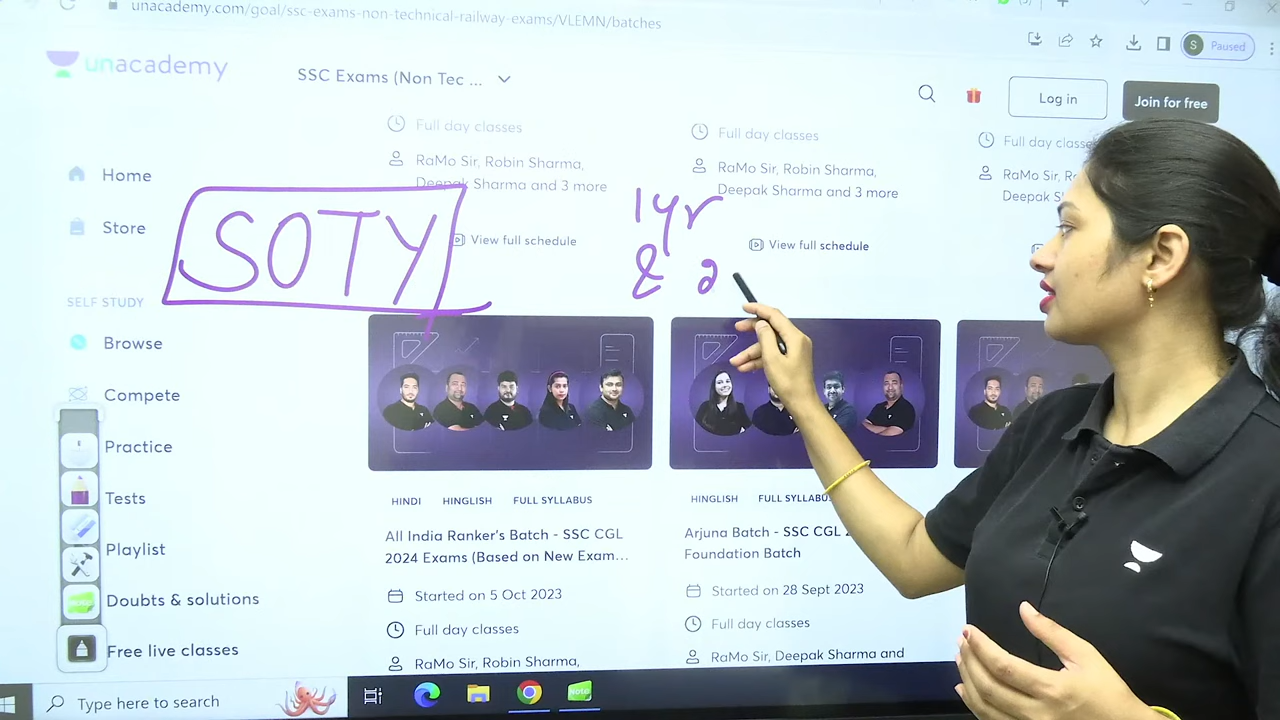 unacademy.com/goal/ssc-exams-non-technical-railway-exams/VLEMN/batches
S Paused
unacademy
SSC Exams (Non Tec ...
Log in
Join for free
Full day classes
Full day classes
Full day classes
RaMo Sir, Robin Sharma,
Deepak Sharma and 3 more
RaMo Sir, Robin Sharma,
Deepak Sharma and 3 more
RaMo Sir,
Deepak
View full schedule
View full schedule
Home
Store
SELF STUDY
Browse
Compete
Practice
Tests
Playlist
Doubts & solutions
Free live classes
SOTY
1yr
& 2
HINDI HINGLISH FULL SYLLABUS
All India Ranker's Batch - SSC CGL
2024 Exams (Based on New Exam...
Started on 5 Oct 2023
Full day classes
RaMo Sir, Robin Sharma,
HINGLISH FULL SYLLABUS
Arjuna Batch - SSC CGL
Foundation Batch
Started on 28 Sept 2023
Full day classes
RaMo Sir, Deepak Sharma and
Type here to search
Note